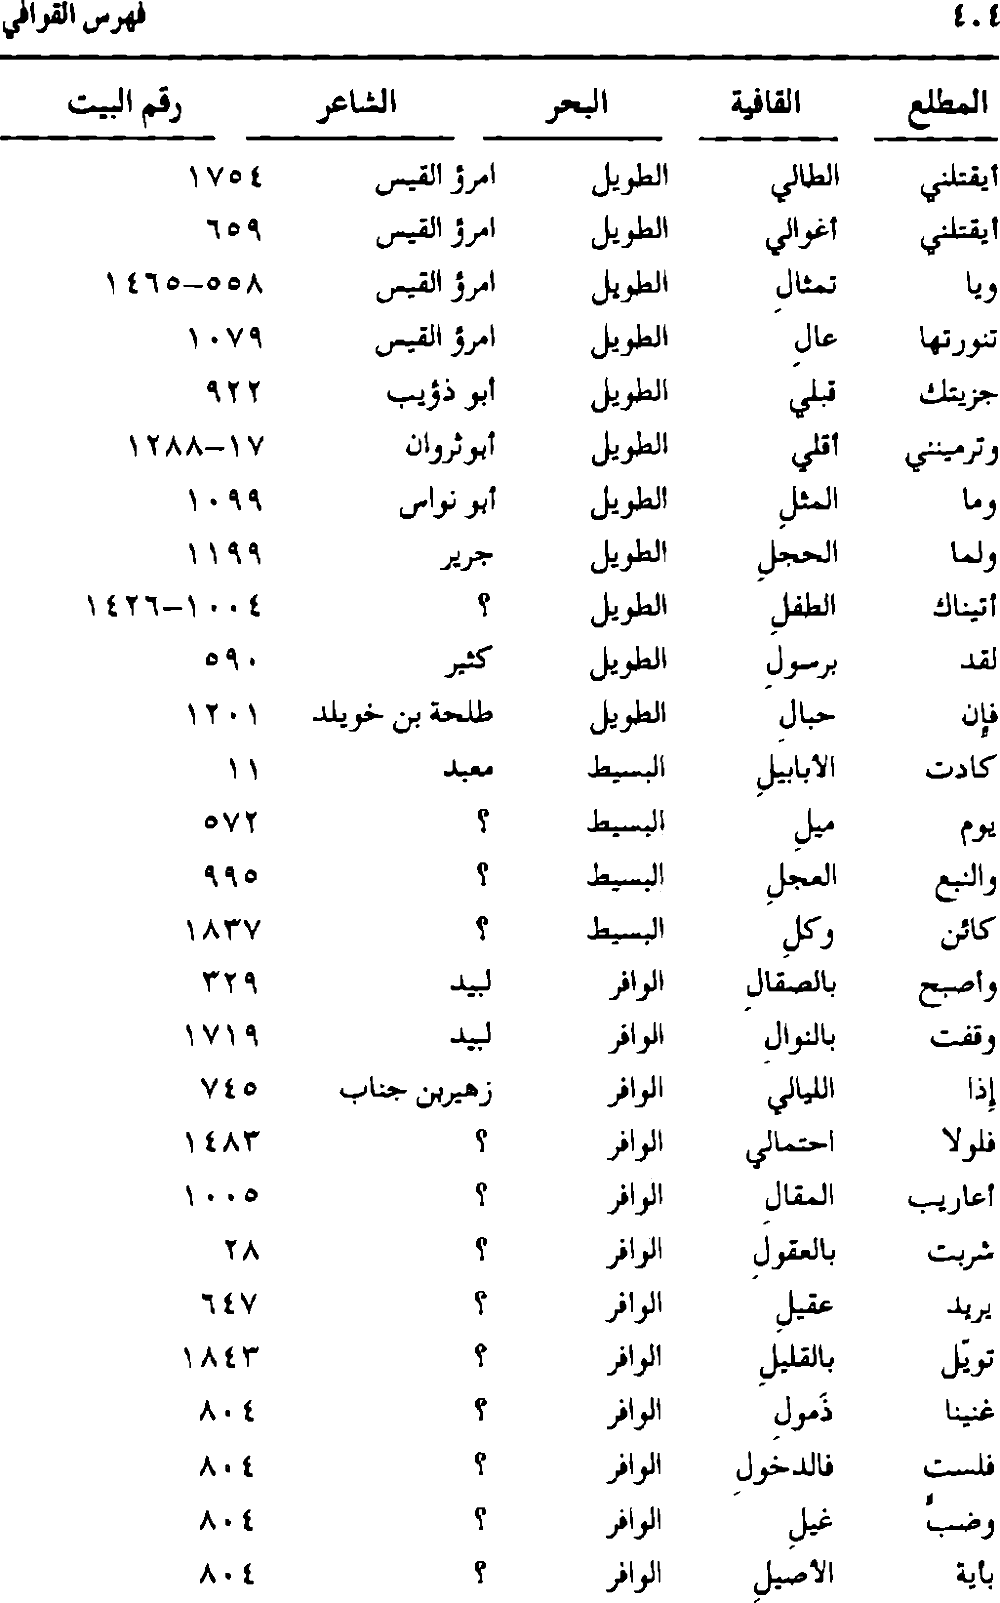 ٤٠٤ فهرس القوافي
المطلع القافية البحر الشاعر رقم البيت
أيقتلني الطالي الطويل امرؤ القيس ١٧٥٤
أيقتلني أغوالي الطويل امرؤ القيس ٦٥٩
ويا تمثالِ الطويل امرؤ القيس ٥٥٨–١٤٦٥
تنورتها عالِ الطويل امرؤ القيس ١٠٧٩
جزيتك قبلي الطويل أبو ذؤيب ٩٢٢
وترمينني أقلي الطويل أبوثروان ١٧–١٢٨٨
وما المثلِ الطويل أبو نواس ١٠٩٩
ولما الحجلِ الطويل جرير ١١٩٩
أتيناك الطفلِ الطويل ؟ ١٠٠٤–١٤٢٦
لقد برسولِ الطويل كثير ٥٩٠
فإن حبالِ الطويل طلحة بن خويلد ١٢٠١
كادت الأبابيلِ البسيط معبد ١١
يوم ميلِ البسيط ؟ ٥٧٢
والنبع العجلِ البسيط ؟ ٩٩٥
كائن وكلِ البسيط ؟ ١٨٣٧
وأصبح بالصقالِ الوافر لبيد ٣٢٩
وقفت بالنوالِ الوافر لبيد ١٧١٩
إذا الليالي الوافر زهيربن جناب ٧٤٥
فلولا احتمالي الوافر ؟ ١٤٨٣
أعاريب المقالِ الوافر ؟ ١٠٠٥
شربت بالعقولِ الوافر ؟ ٢٨
يريد عقيلِ الوافر ؟ ٦٤٧
تويّل بالقليلِ الوافر ؟ ١٨٤٣
غنينا ذَمولِ الوافر ؟ ٨٠٤
فلست فالدخولِ الوافر ؟ ٨٠٤
وضبٌّ غيلِ الوافر ؟ ٨٠٤
بأية الأصيلِ الوافر ؟ ٨٠٤